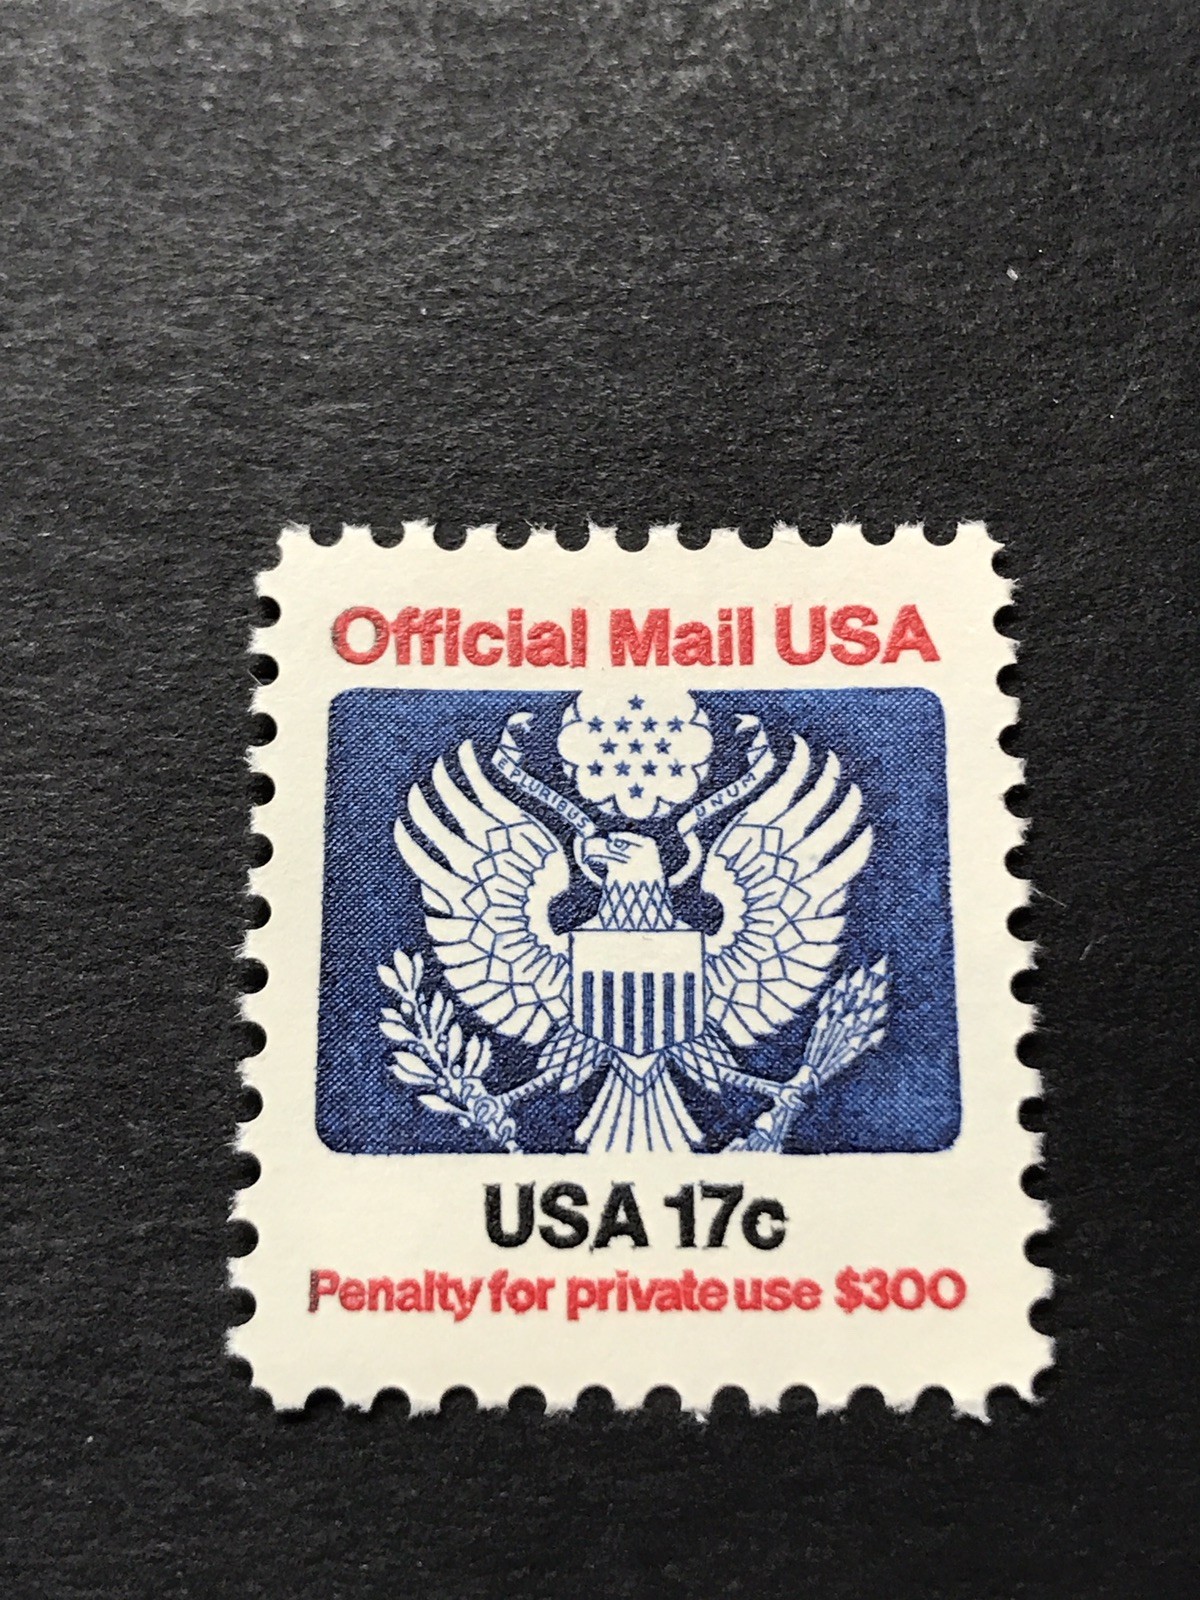 Official Mail USA
E PLURIBUS UNUM
USA 17c
Penalty for private use $300